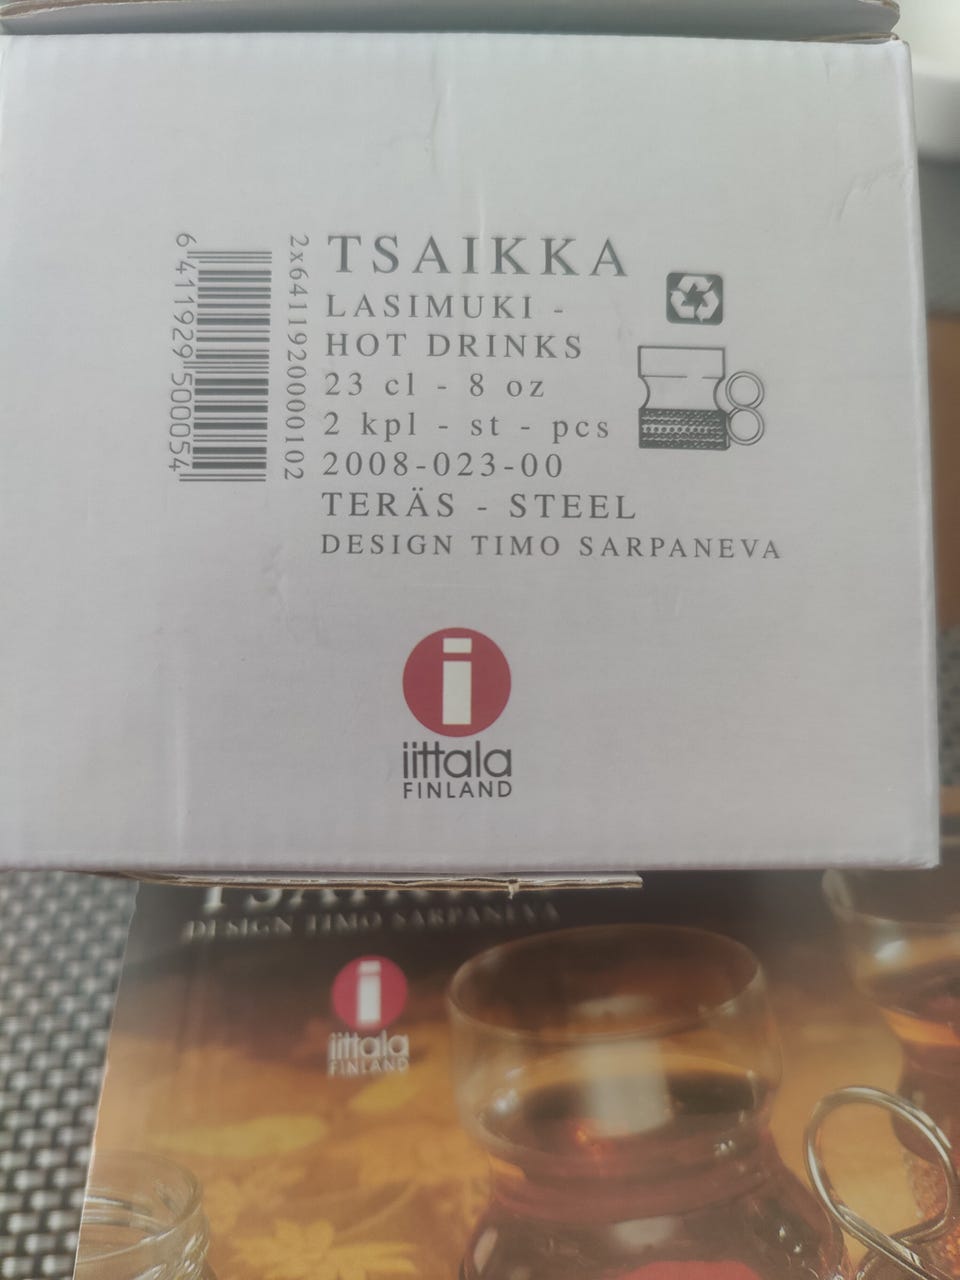 6 411929 500054
2x6411920000102
TSAIKKA
LASIMUKI -
HOT DRINKS
23 cl - 8 oz
2 kpl - st - pcs
2008-023-00
TERÄS - STEEL
DESIGN TIMO SARPANEVA
i
iittala
FINLAND
TSAIKKA
DESIGN TIMO SARPANEVA
i
iittala
FINLAND